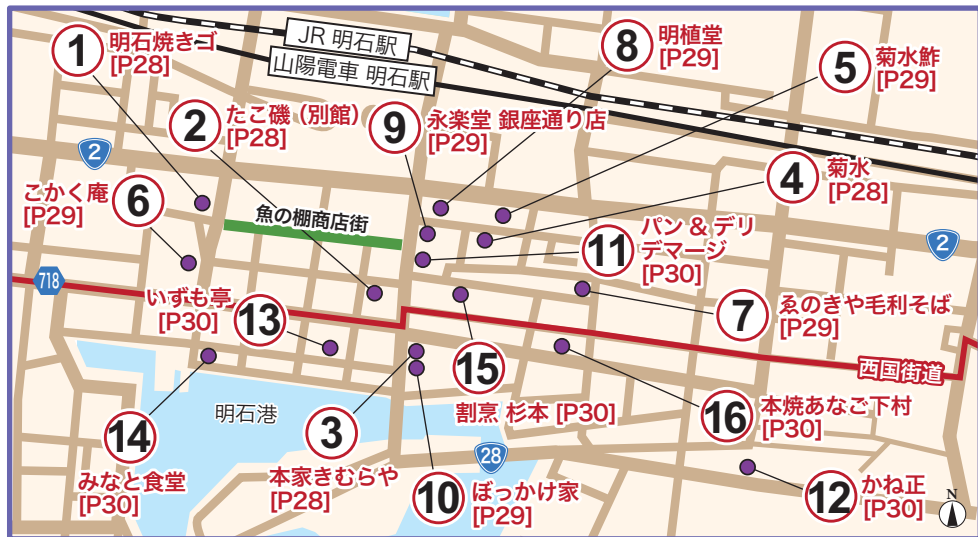 JR 明石駅
山陽電車 明石駅
1
明石焼きゴ
[P28]
8
明植堂
[P29]
5
菊水鮓
[P29]
2
たこ磯（別館）
[P28]
9
永楽堂 銀座通り店
[P29]
2
4
菊水
[P28]
こかく庵
[P29]
6
魚の棚商店街
11
パン & デリ
デマージ
[P30]
2
718
いずも亭
[P30]
13
7
ゑのきや毛利そば
[P29]
西国街道
15
割烹 杉本 [P30]
16
本焼あなご下村
[P30]
明石港
14
みなと食堂
[P30]
3
本家きむらや
[P28]
28
10
ぼっかけ家
[P29]
12
かね正
[P30]
N